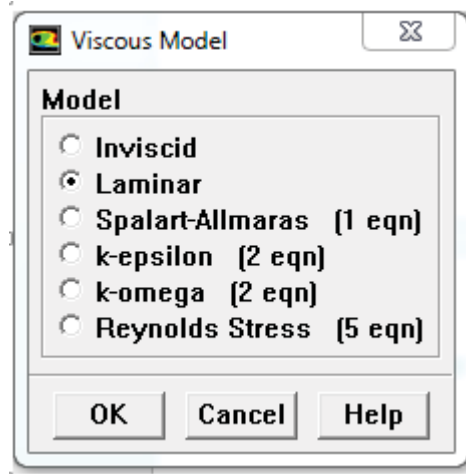 Viscous Model
Model
Inviscid
Laminar
Spalart-Allmaras (1 eqn)
k-epsilon (2 eqn)
k-omega (2 eqn)
Reynolds Stress (5 eqn)
OK Cancel Help